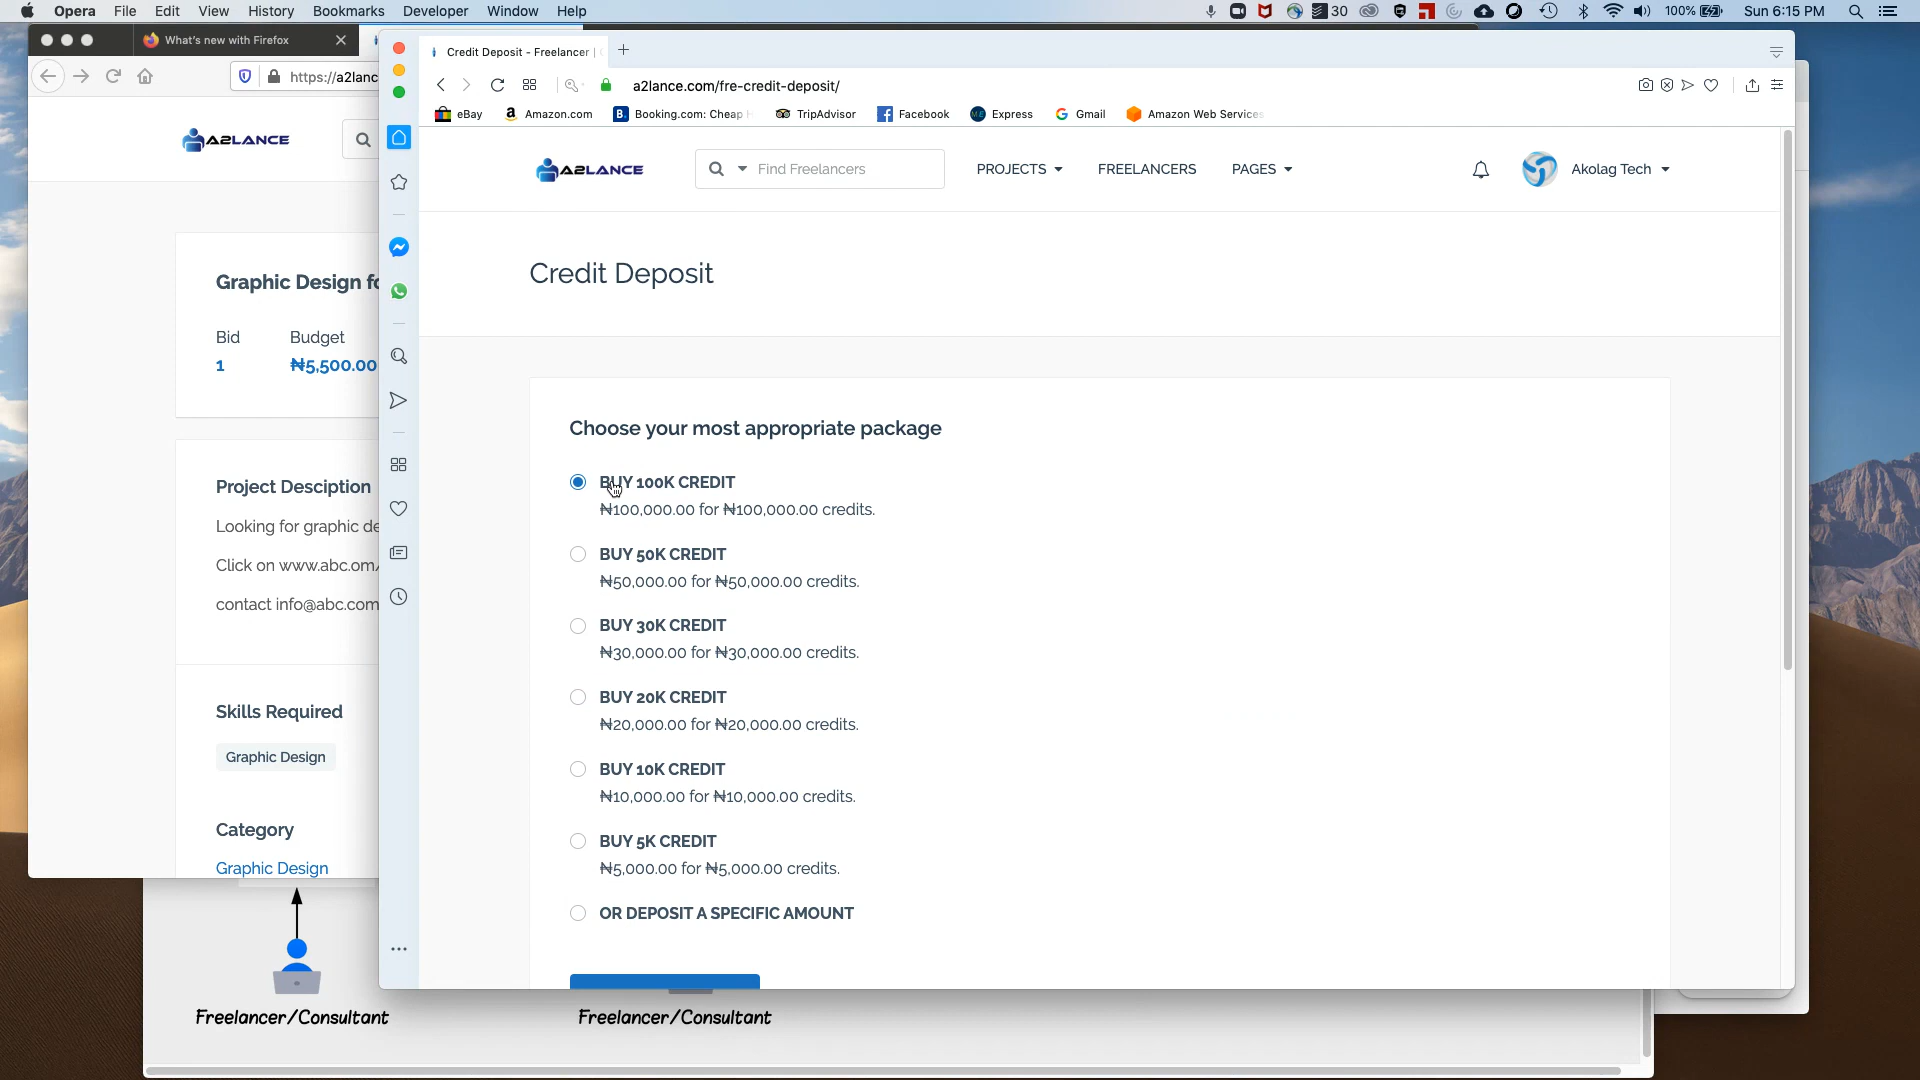 Opera File Edit View History Bookmarks Developer Window Help
30 100% Sun 6:15 PM
What's new with Firefox
https://a2lanc
A2LANCE
Graphic Design fo
Bid Budget
1 ₦5,500.00
Project Desciption
Looking for graphic de
Click on www.abc.om/
contact info@abc.com
Skills Required
Graphic Design
Category
Graphic Design
Credit Deposit - Freelancer |
a2lance.com/fre-credit-deposit/
eBay Amazon.com Booking.com: Cheap TripAdvisor Facebook Express Gmail Amazon Web Services
A2LANCE Find Freelancers PROJECTS FREELANCERS PAGES Akolag Tech
Credit Deposit
Choose your most appropriate package
BUY 100K CREDIT
₦100,000.00 for ₦100,000.00 credits.
BUY 50K CREDIT
₦50,000.00 for ₦50,000.00 credits.
BUY 30K CREDIT
₦30,000.00 for ₦30,000.00 credits.
BUY 20K CREDIT
₦20,000.00 for ₦20,000.00 credits.
BUY 10K CREDIT
₦10,000.00 for ₦10,000.00 credits.
BUY 5K CREDIT
₦5,000.00 for ₦5,000.00 credits.
OR DEPOSIT A SPECIFIC AMOUNT
Freelancer/Consultant Freelancer/Consultant